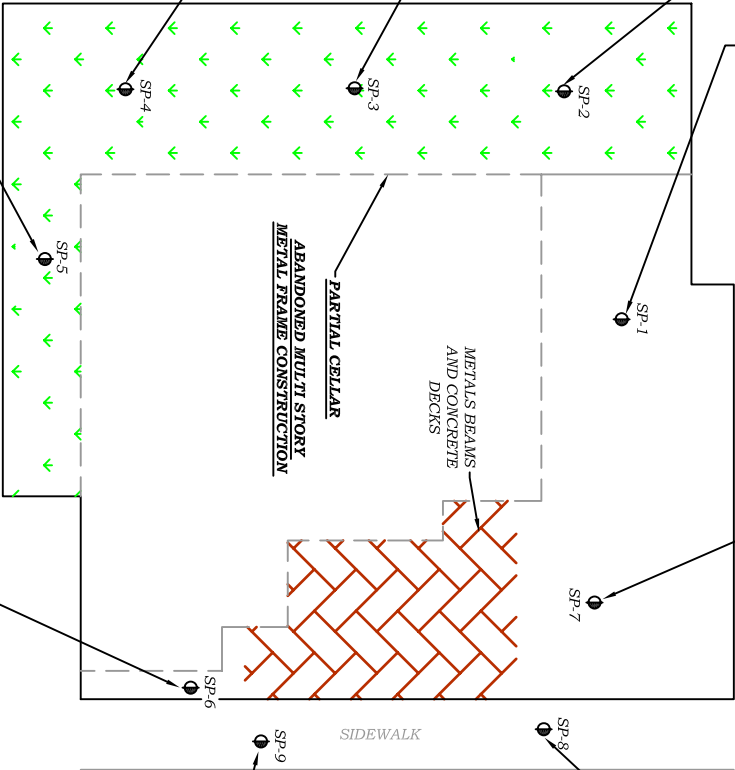 SP-4
SP-3
SP-2
SP-5
SP-1
PARTIAL CELLAR
ABANDONED MULTI STORY
METAL FRAME CONSTRUCTION
METALS BEAMS
AND CONCRETE
DECKS
SP-7
SP-6
SP-9
SIDEWALK
SP-8